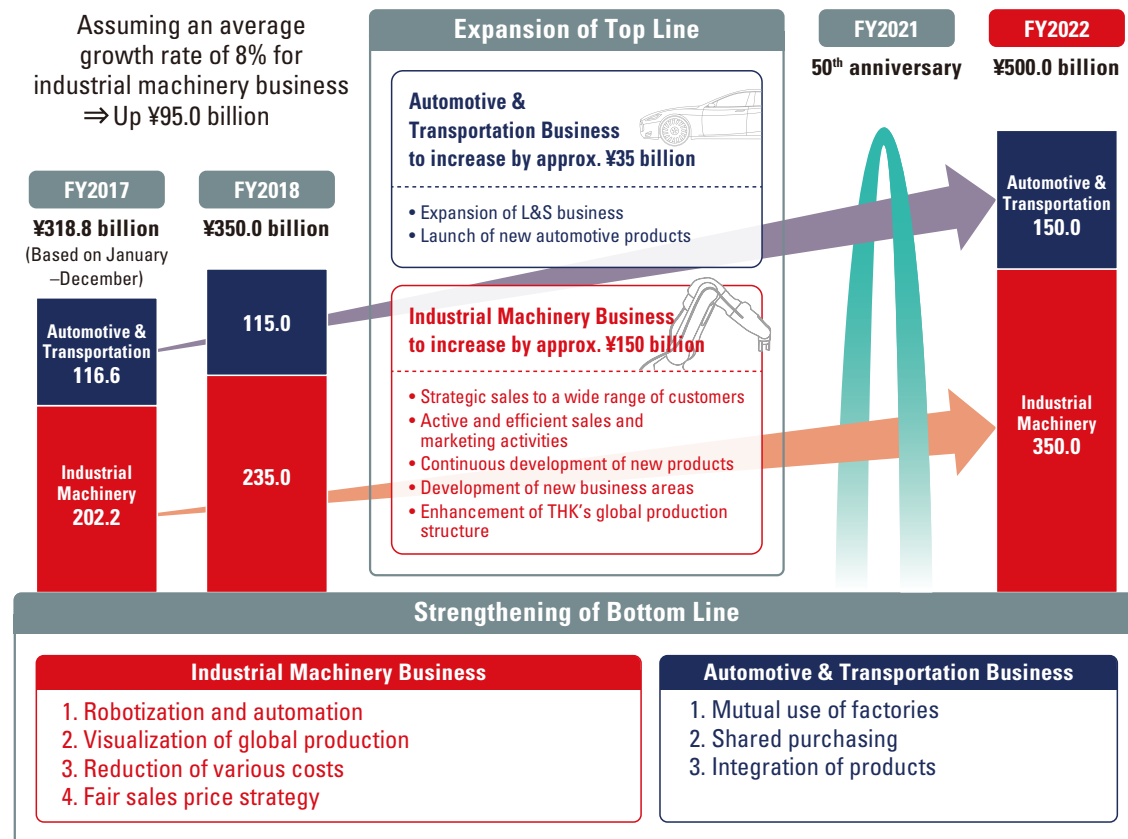 Assuming an average
growth rate of 8% for
industrial machinery business
⇒ Up ¥95.0 billion
FY2017
¥318.8 billion
(Based on January
–December)
Automotive &
Transportation
116.6
Industrial
Machinery
202.2
FY2018
¥350.0 billion
115.0
235.0
Expansion of Top Line
Automotive &
Transportation Business
to increase by approx. ¥35 billion
• Expansion of L&S business
• Launch of new automotive products
Industrial Machinery Business
to increase by approx. ¥150 billion
• Strategic sales to a wide range of customers
• Active and efficient sales and
marketing activities
• Continuous development of new products
• Development of new business areas
• Enhancement of THK's global production
structure
FY2021
50th anniversary
FY2022
¥500.0 billion
Automotive &
Transportation
150.0
Industrial
Machinery
350.0
Strengthening of Bottom Line
Industrial Machinery Business
1. Robotization and automation
2. Visualization of global production
3. Reduction of various costs
4. Fair sales price strategy
Automotive & Transportation Business
1. Mutual use of factories
2. Shared purchasing
3. Integration of products